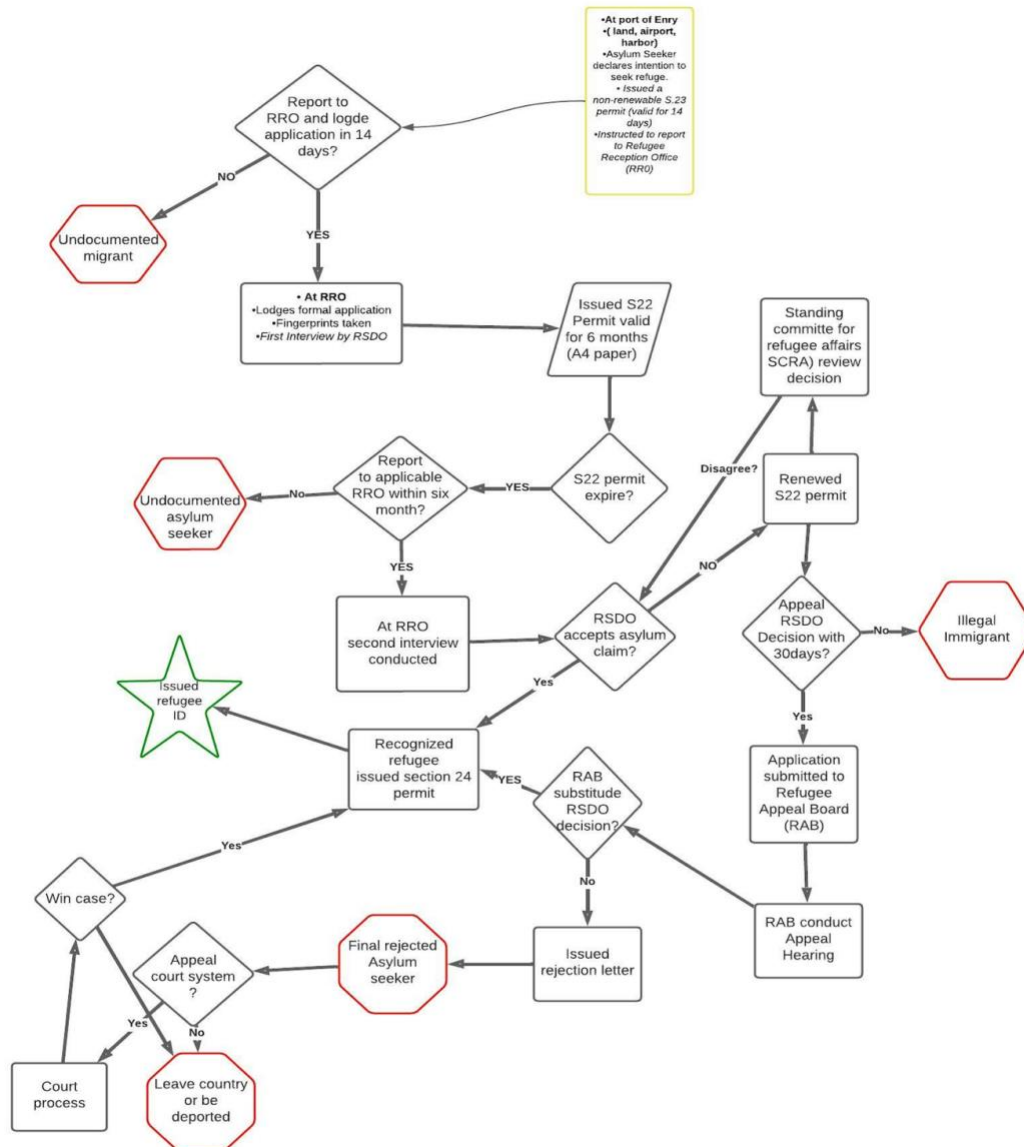 •At port of Enry
•( land, airport,
harbor)
•Asylum Seeker
declares intention to
seek refuge.
• Issued a
non-renewable S.23
permit (valid for 14
days)
•Instructed to report
to Refugee
Reception Office
(RR0)
Report to
RRO and logde
application in 14
days?
NO
Undocumented
migrant
YES
• At RRO
•Lodges formal application
•Fingerprints taken
•First Interview by RSDO
Issued S22
Permit valid
for 6 months
(A4 paper)
Standing
committe for
refugee affairs
SCRA) review
decision
S22 permit
expire?
YES
Report
to applicable
RRO within six
month?
No
Undocumented
asylum
seeker
YES
At RRO
second interview
conducted
Disagree?
Renewed
S22 permit
NO
RSDO
accepts asylum
claim?
Yes
Appeal
RSDO
Decision with
30days?
No
Illegal
Immigrant
Yes
Issued
refugee
ID
Recognized
refugee
issued section 24
permit
YES
RAB
substitude
RSDO
decision?
Application
submitted to
Refugee
Appeal Board
(RAB)
RAB conduct
Appeal
Hearing
No
Issued
rejection letter
Final rejected
Asylum
seeker
Yes
Win case?
Appeal
court system
?
Yes
No
Court
process
Leave country
or be
deported